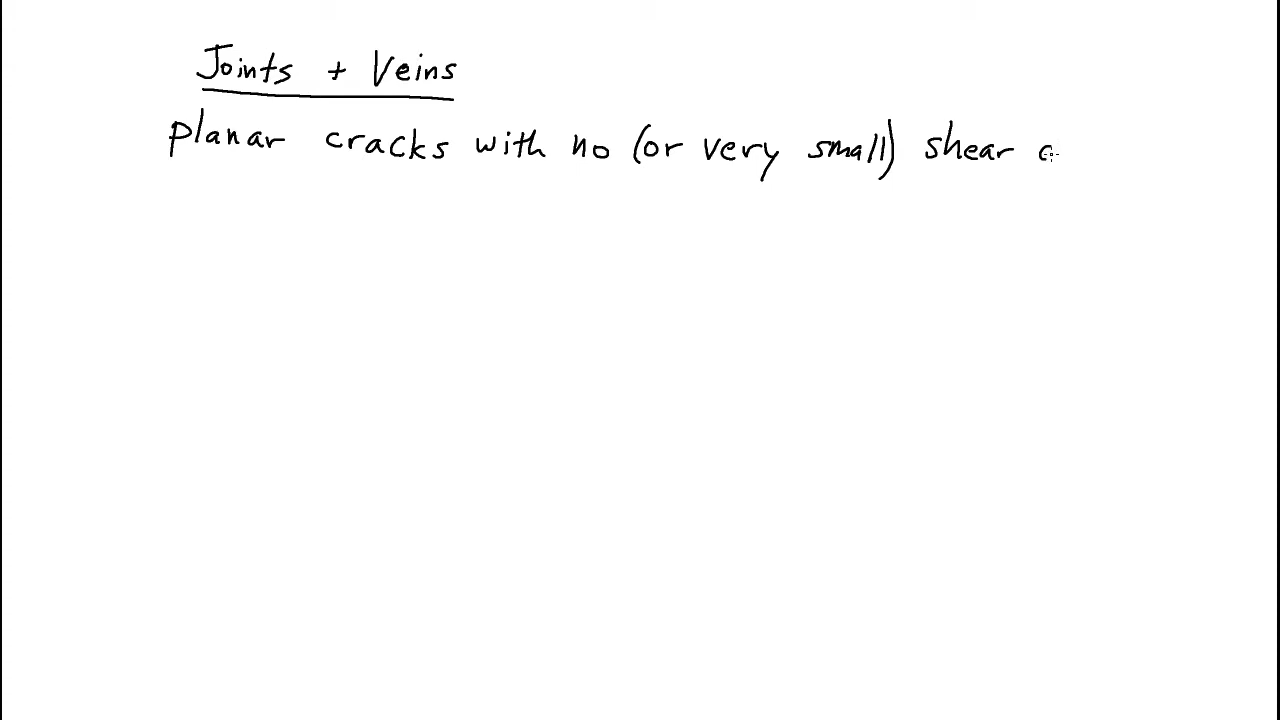 Joints + Veins
planar cracks with no (or very small) shear